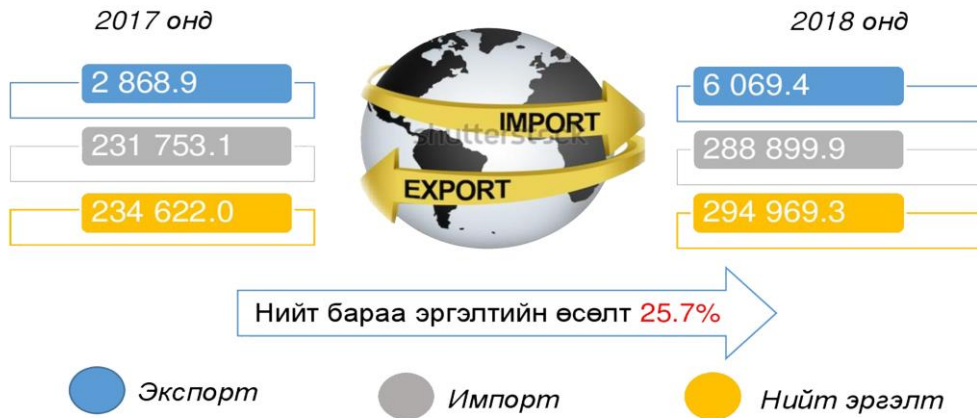 2017 онд
2018 онд
2 868.9
231 753.1
234 622.0
IMPORT
shutterstock
EXPORT
6 069.4
288 899.9
294 969.3
Нийт бараа эргэлтийн өсөлт 25.7%
Экспорт
Импорт
Нийт эргэлт